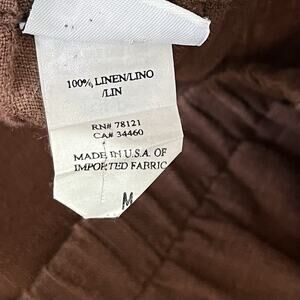 100% LINEN/LINO
/LIN
RN# 78121
CA# 34460
MADE IN U.S.A. OF
IMPORTED FABRIC
M